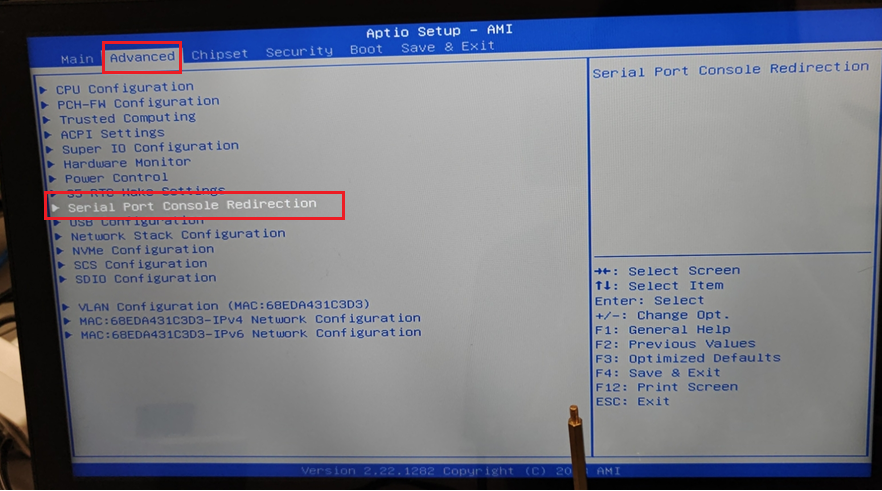 Aptio Setup - AMI
Main Advanced Chipset Security Boot Save & Exit
CPU Configuration
PCH-FW Configuration
Trusted Computing
ACPI Settings
Super IO Configuration
Hardware Monitor
Power Control
S5 RTC Wake Settings
Serial Port Console Redirection
USB Configuration
Network Stack Configuration
NVMe Configuration
SCS Configuration
SDIO Configuration
VLAN Configuration (MAC:68EDA431C3D3)
MAC:68EDA431C3D3-IPv4 Network Configuration
MAC:68EDA431C3D3-IPv6 Network Configuration
Serial Port Console Redirection
→←: Select Screen
↑↓: Select Item
Enter: Select
+/-: Change Opt.
F1: General Help
F2: Previous Values
F3: Optimized Defaults
F4: Save & Exit
F12: Print Screen
ESC: Exit
Version 2.22.1282 Copyright (C) AMI